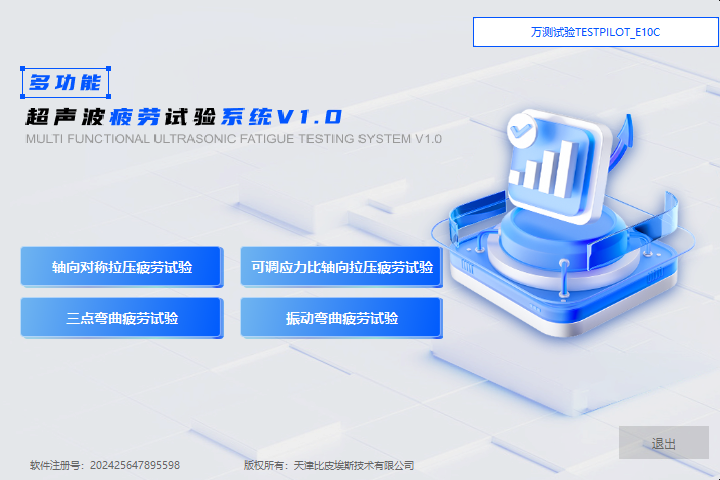 万测试验TESTPILOT_E10C
多功能
超声波疲劳试验系统V1.0
MULTI FUNCTIONAL ULTRASONIC FATIGUE TESTING SYSTEM V1.0
轴向对称拉压疲劳试验
可调应力比轴向拉压疲劳试验
三点弯曲疲劳试验
振动弯曲疲劳试验
退出
软件注册号：202425647895598
版权所有：天津比皮埃斯技术有限公司